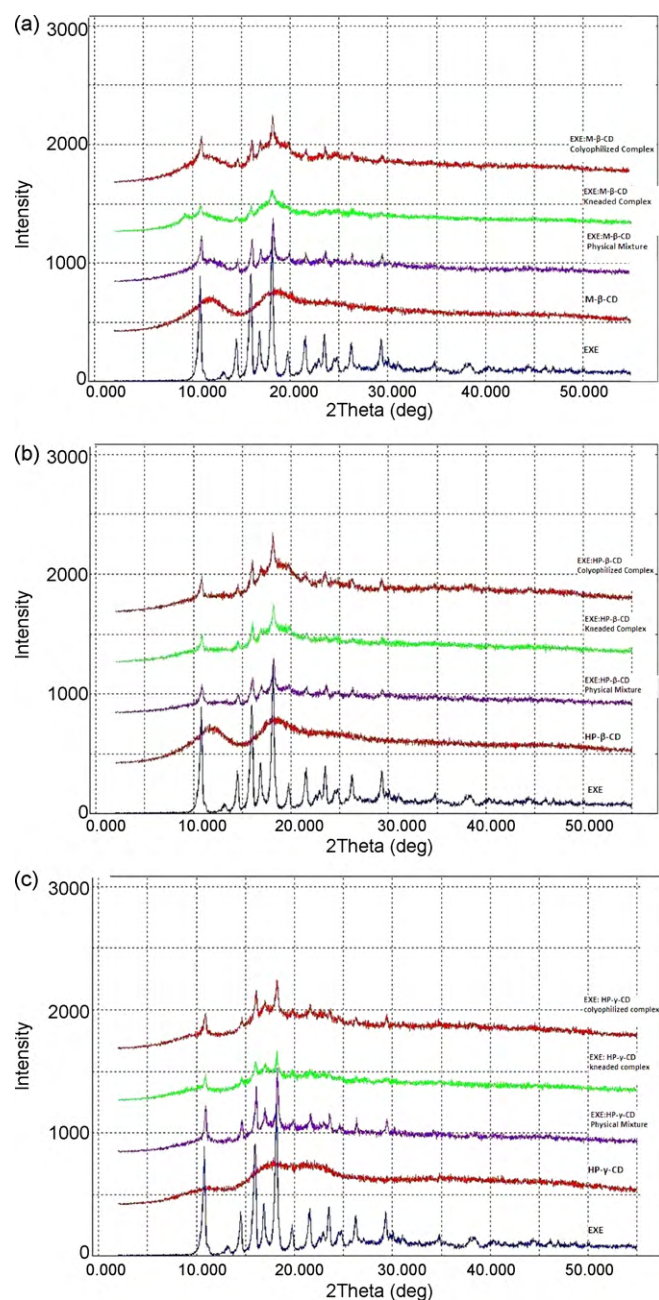 (a)
3000
2000
1000
0
Intensity
EXE:M-β-CD
Colyophilized Complex
EXE:M-β-CD
Kneaded Complex
EXE:M-β-CD
Physical Mixture
M-β-CD
EXE
0.000 10.000 20.000 30.000 40.000 50.000
2Theta (deg)
(b)
3000
2000
1000
0
Intensity
EXE:HP-β-CD
Colyophilized Complex
EXE:HP-β-CD
Kneaded Complex
EXE:HP-β-CD
Physical Mixture
HP-β-CD
EXE
0.000 10.000 20.000 30.000 40.000 50.000
2Theta (deg)
(c)
3000
2000
1000
0
Intensity
EXE: HP-γ-CD
colyophilized complex
EXE: HP-γ-CD
kneaded complex
EXE:HP-γ-CD
Physical Mixture
HP-γ-CD
EXE
0.000 10.000 20.000 30.000 40.000 50.000
2Theta (deg)